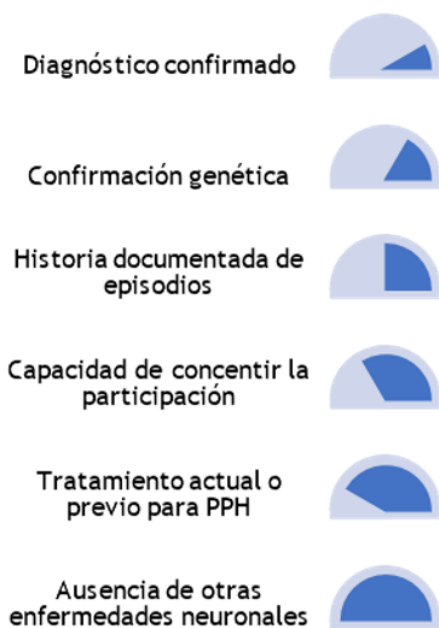 Diagnóstico confirmado
Confirmación genética
Historia documentada de
episodios
Capacidad de concentir la
participación
Tratamiento actual o
previo para PPH
Ausencia de otras
enfermedades neuronales